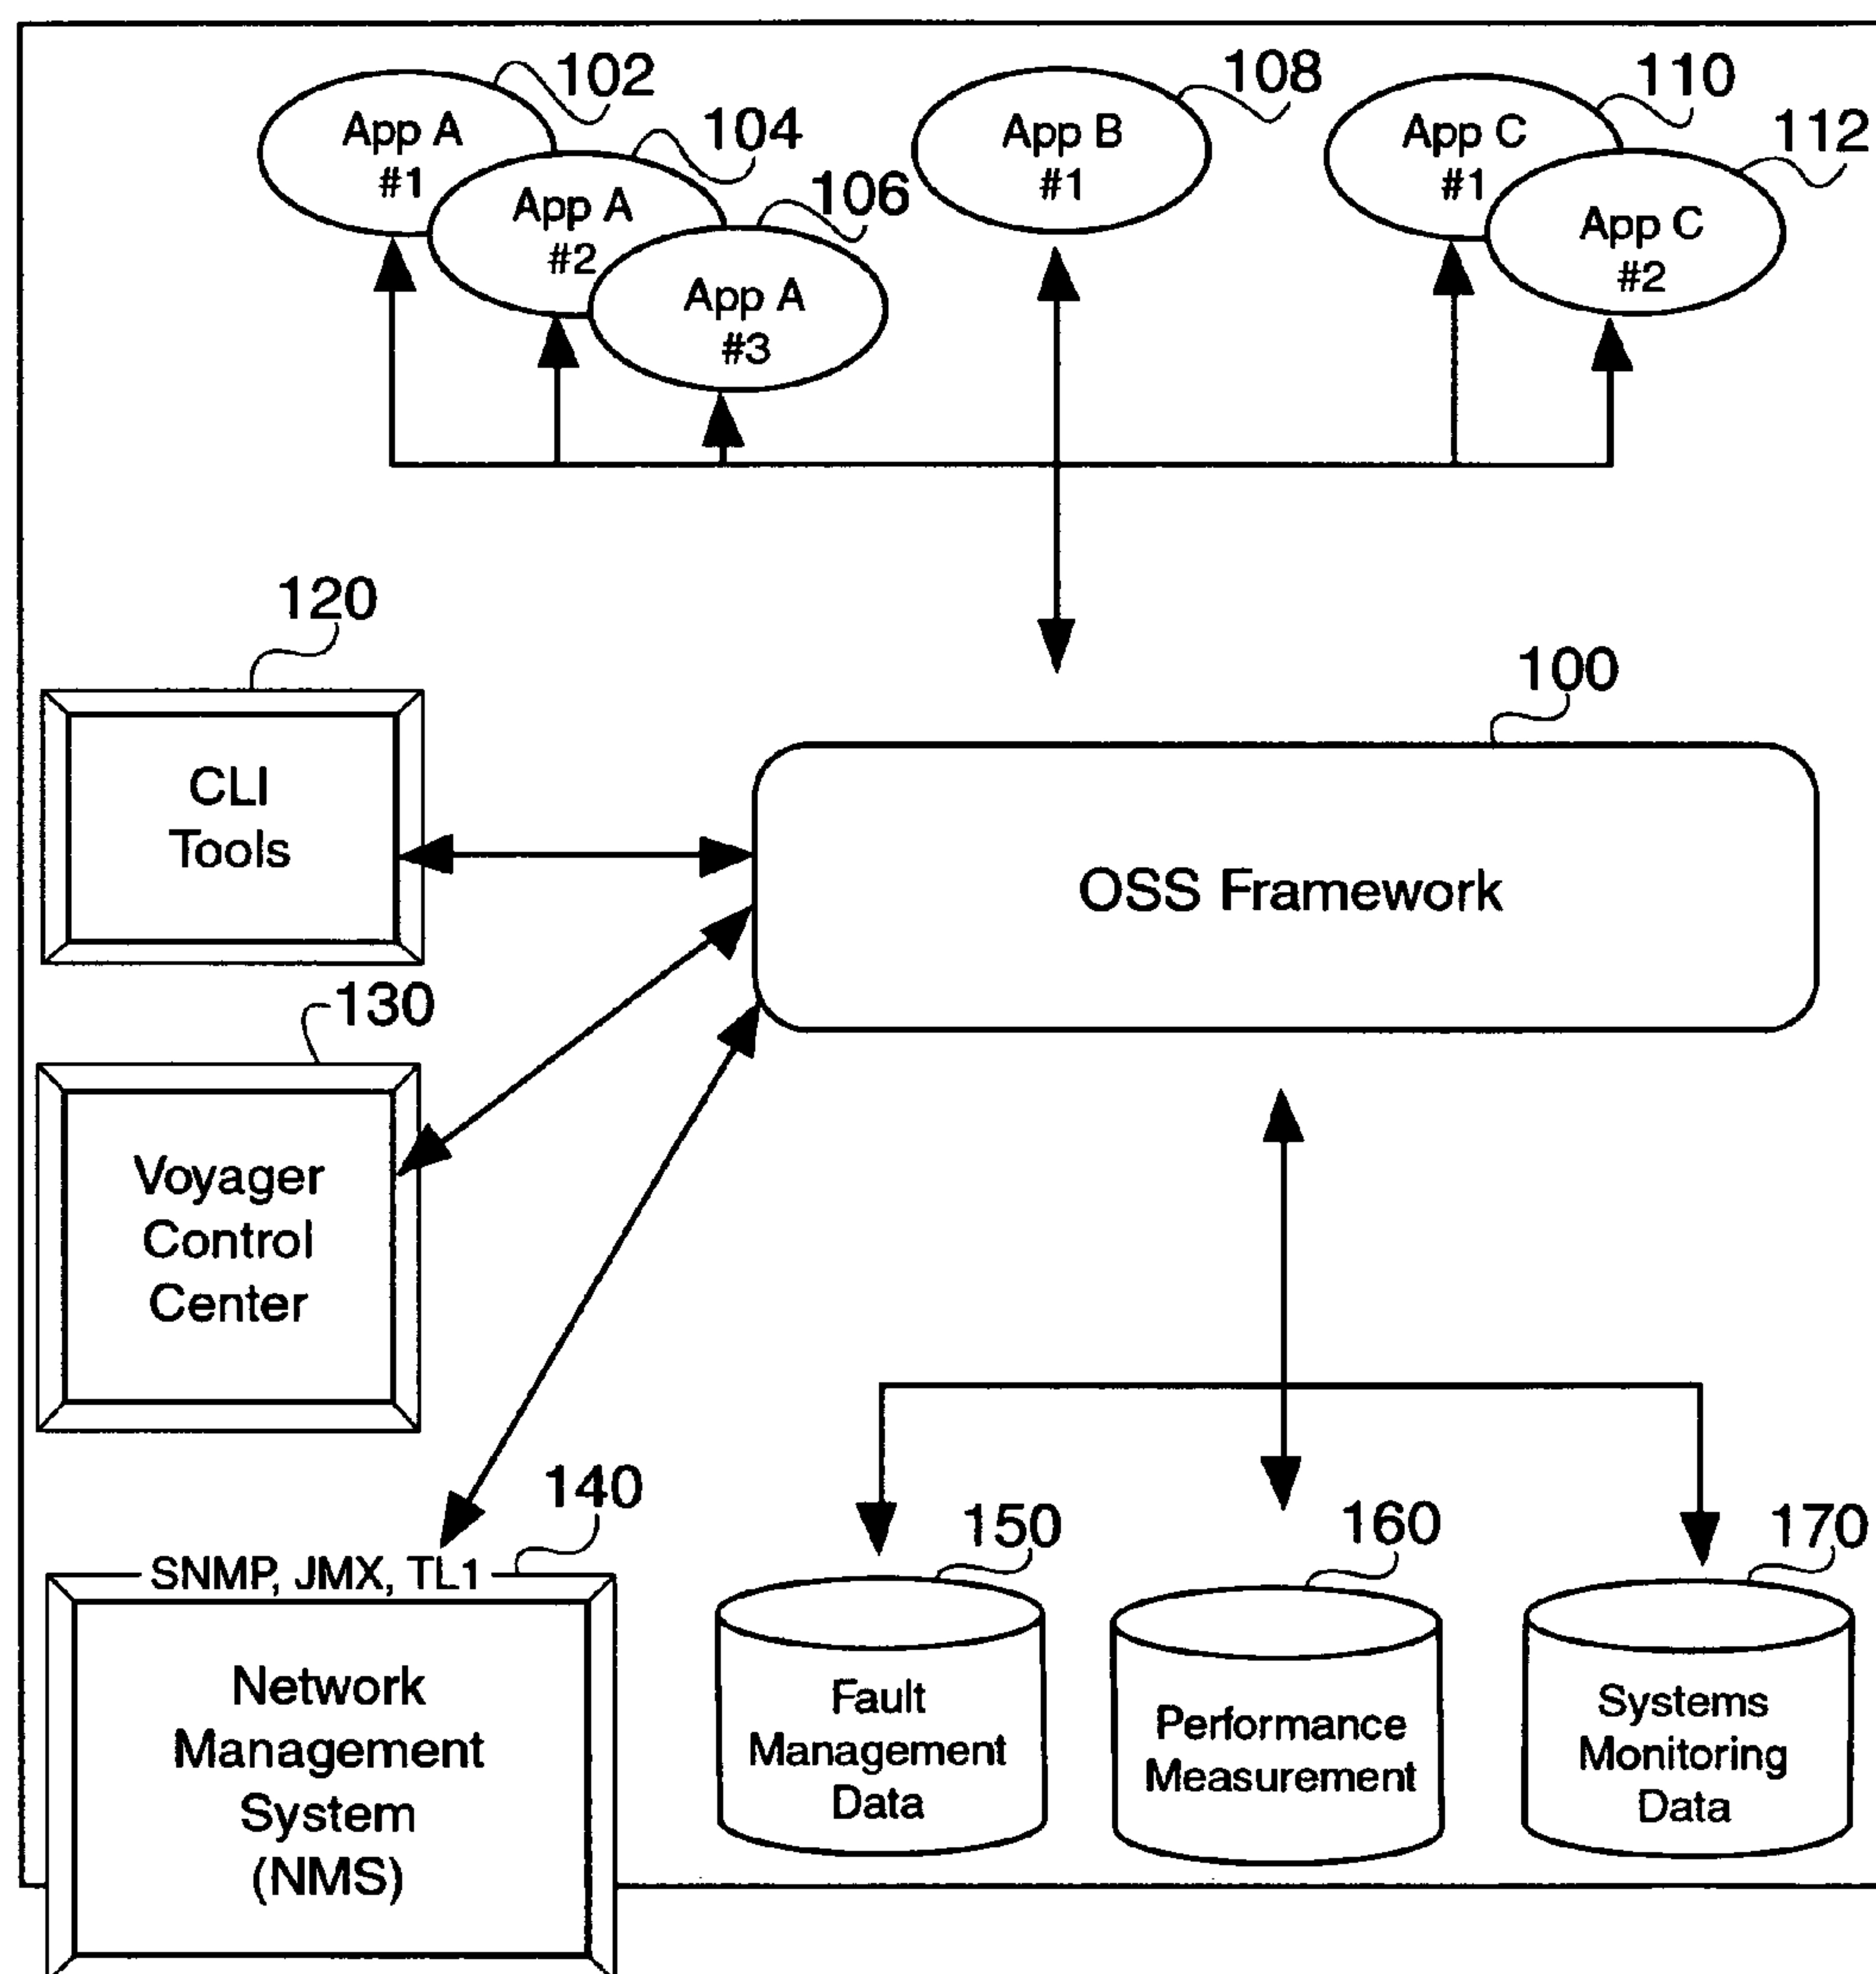 102
App A
#1
104
App A
#2
106
App A
#3
108
App B
#1
110
App C
#1
112
App C
#2
120
CLI
Tools
100
OSS Framework
130
Voyager
Control
Center
140
SNMP, JMX, TL1
Network
Management
System
(NMS)
150
Fault
Management
Data
160
Performance
Measurement
170
Systems
Monitoring
Data